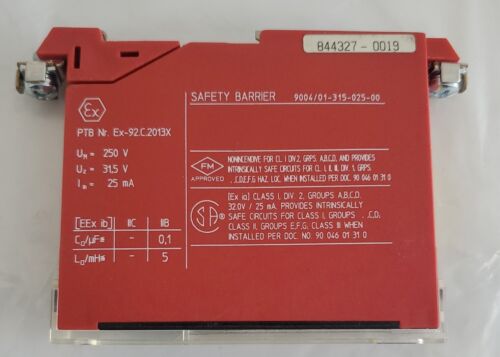 844327-0019
SAFETY BARRIER 9004/01-315-025-00
Ex
PTB Nr. Ex-92.C.2013X
Um = 250 V
Uz = 31,5 V
Im = 25 mA
FM
APPROVED
NONINCENDIVE FOR CL I DIV.2, GRPS. A,B,C,D, AND PROVIDES
INTRINSICALLY SAFE CIRCUITS FOR CL I, II, III, DIV. 1, GRPS.
..C,D,E,F,G HAZ. LOC. WHEN INSTALLED PER 90 046 01 31 0
SA
[Ex ia] CLASS I, DIV. 2, GROUPS A,B,C,D,
32.0V / 25 mA. PROVIDES INTRINSICALLY
SAFE CIRCUITS FOR CLASS I, GROUPS ..C,D;
CLASS II, GROUPS E,F,G, CLASS III WHEN
INSTALLED PER DOC. NO: 90 046 01 31 0
[EEx ib] IIC IIB
Co/µF≤ - 0,1
Lo/mH≤ - 5